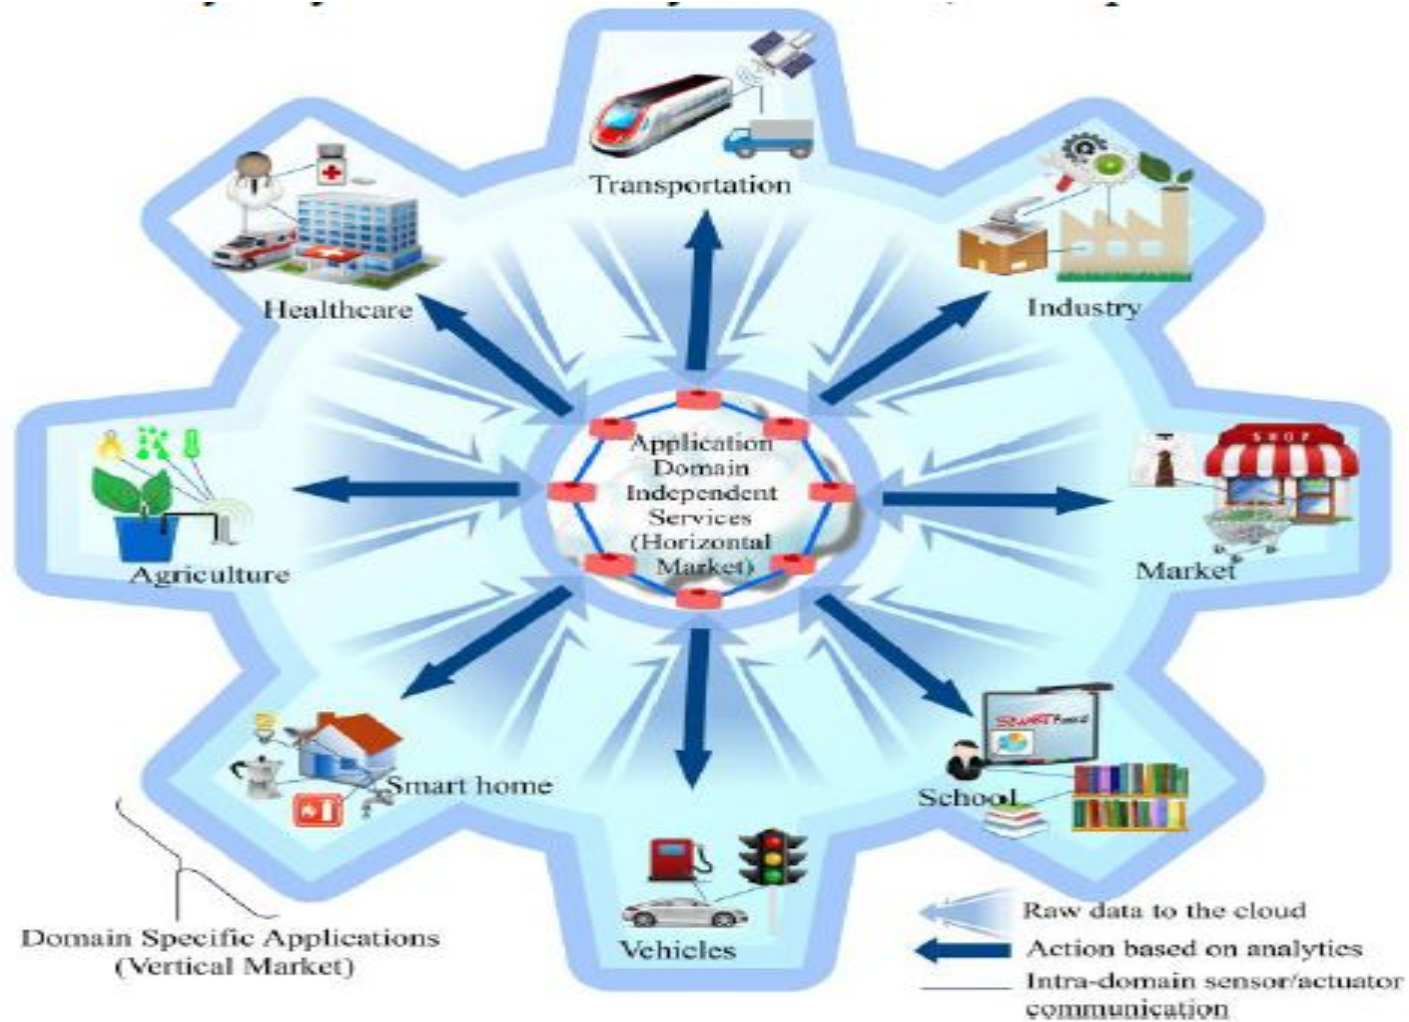 Transportation
Healthcare
Industry
SHOP
Application
Domain
Independent
Services
(Horizontal
Market)
Agriculture
Market
Smart home
School
Vehicles
Domain Specific Applications
(Vertical Market)
Raw data to the cloud
Action based on analytics
Intra-domain sensor/actuator
communication